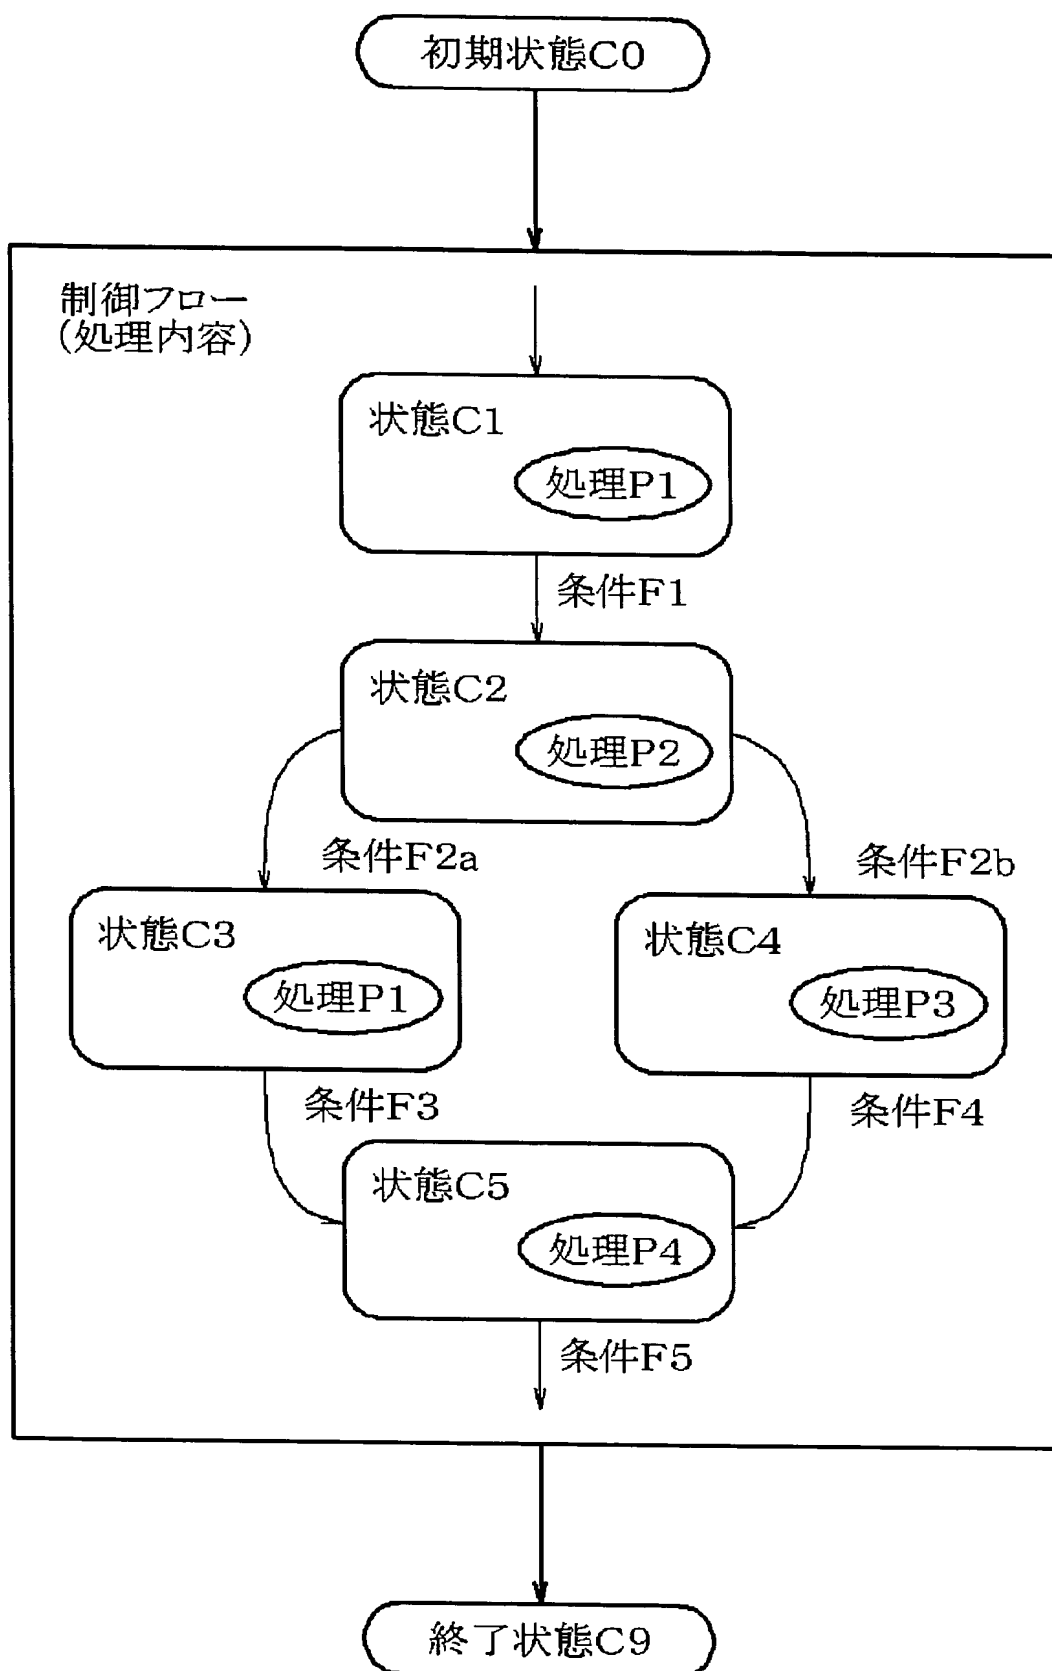 初期状態C0
制御フロー
(処理内容)
状態C1
処理P1
条件F1
状態C2
処理P2
条件F2a
条件F2b
状態C3
処理P1
状態C4
処理P3
条件F3
条件F4
状態C5
処理P4
条件F5
終了状態C9